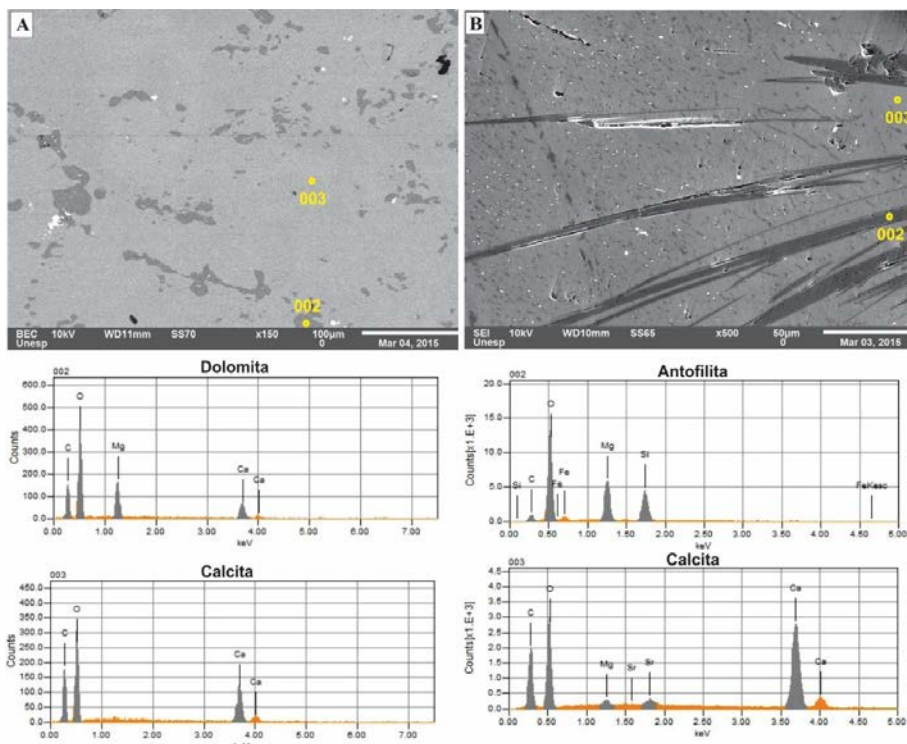 A
003
002
BEC 10kV WD11mm SS70 x150 100µm
Unesp 0 Mar 04, 2015
B
003
002
SEI 10kV WD10mm SS65 x500 50µm
Unesp 0 Mar 03, 2015
Dolomita
002
600.0
500.0
400.0
300.0
200.0
100.0
0.0
Counts
C
O
Mg
Ca
Ca
0.00 1.00 2.00 3.00 4.00 5.00 6.00 7.00
keV
Antofilita
002
20.0
15.0
10.0
5.0
0.0
Counts[x1.E+3]
Si
C
O
Fe
Fe
Mg
Si
FeKesc
0.00 0.50 1.00 1.50 2.00 2.50 3.00 3.50 4.00 4.50 5.00
keV
Calcita
003
450.0
400.0
350.0
300.0
250.0
200.0
150.0
100.0
50.0
0.0
Counts
C
O
Ca
Ca
0.00 1.00 2.00 3.00 4.00 5.00 6.00 7.00
Calcita
003
4.5
4.0
3.5
3.0
2.5
2.0
1.5
1.0
0.5
0.0
Counts[x1.E+3]
C
O
Mg
Sr
Sr
Ca
Ca
0.00 0.50 1.00 1.50 2.00 2.50 3.00 3.50 4.00 4.50 5.00
keV